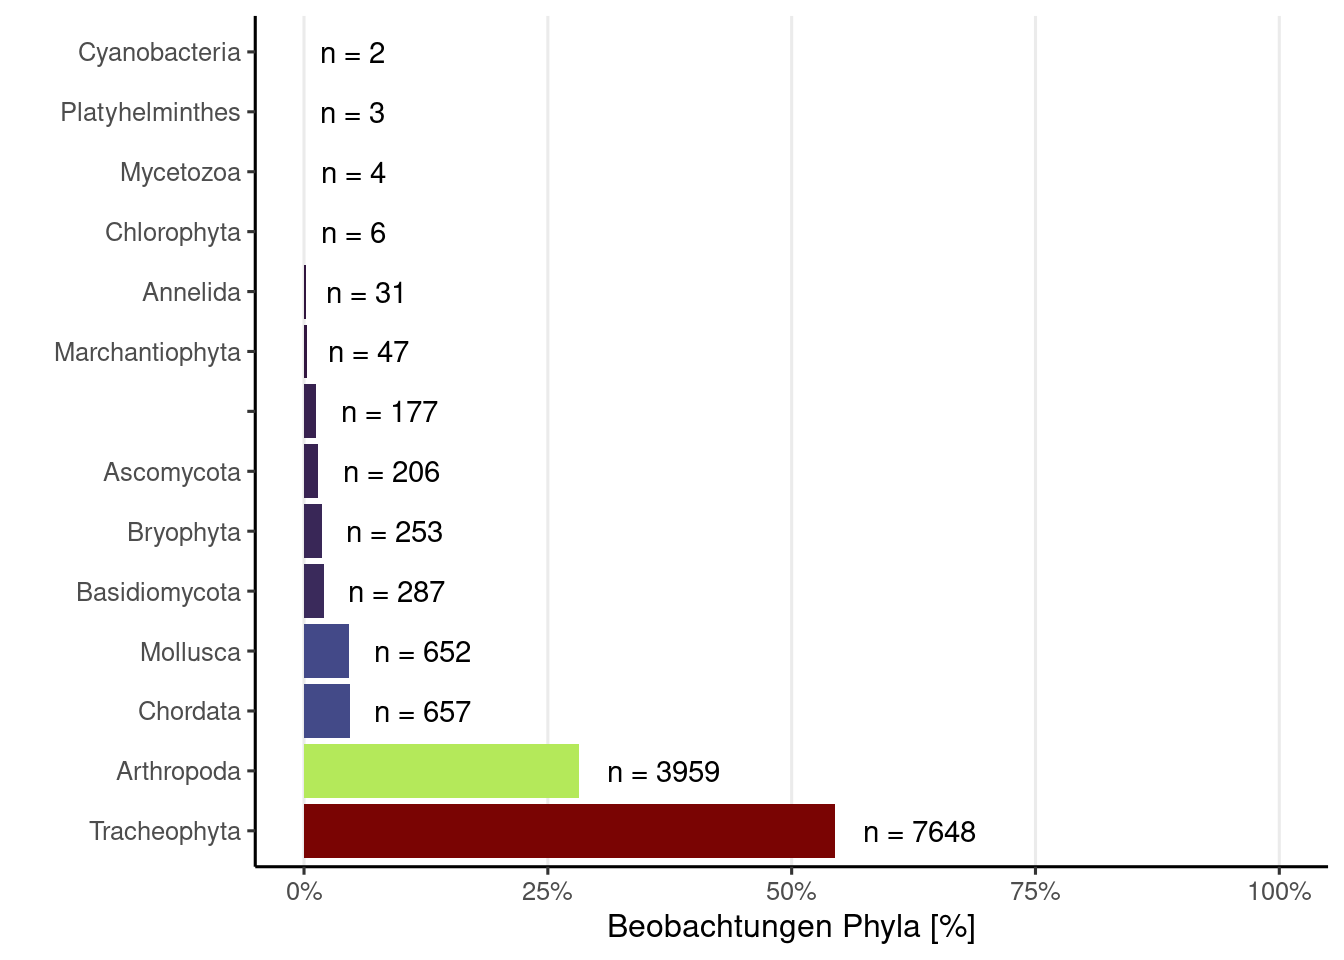 Cyanobacteria n = 2
Platyhelminthes n = 3
Mycetozoa n = 4
Chlorophyta n = 6
Annelida n = 31
Marchantiophyta n = 47
n = 177
Ascomycota n = 206
Bryophyta n = 253
Basidiomycota n = 287
Mollusca n = 652
Chordata n = 657
Arthropoda n = 3959
Tracheophyta n = 7648
0% 25% 50% 75% 100%
Beobachtungen Phyla [%]